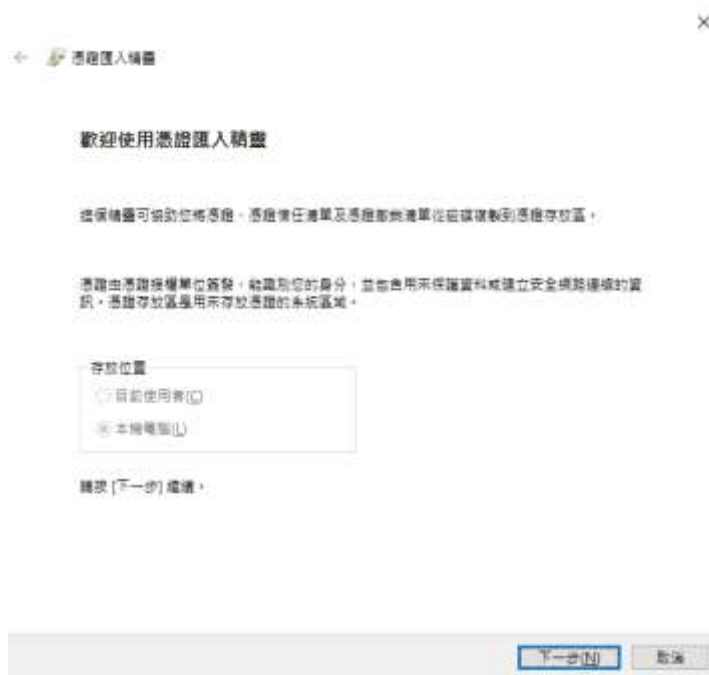 憑證匯入精靈
歡迎使用憑證匯入精靈
這個精靈可協助您將憑證、憑證信任清單及憑證撤銷清單從磁碟複製到憑證存放區。
憑證由憑證授權單位簽發，能識別您的身分，並包含用來保護資料或建立安全網路連線的資
訊。憑證存放區是用來存放憑證的系統區域。
存放位置
目前使用者(C)
本機電腦(L)
請按 [下一步] 繼續。
下一步(N)
取消